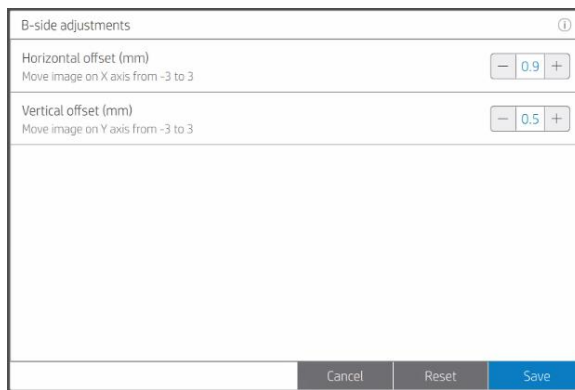 B-side adjustments
Horizontal offset (mm)
Move image on X axis from -3 to 3
− 0.9 +
Vertical offset (mm)
Move image on Y axis from -3 to 3
− 0.5 +
Cancel Reset Save